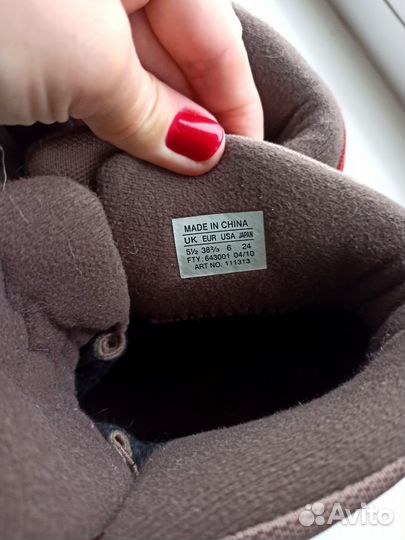 MADE IN CHINA
UK EUR USA JAPAN
5½ 38⅔ 6 24
FTY: 643001 04/10
ART NO. 111313
Avito